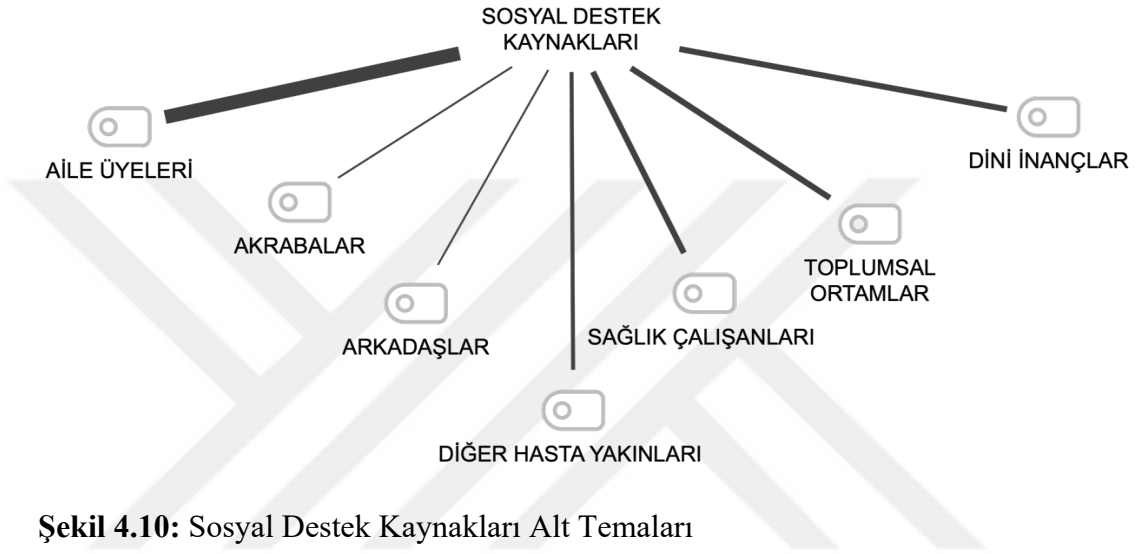 SOSYAL DESTEK
KAYNAKLARI
AİLE ÜYELERİ
AKRABALAR
ARKADAŞLAR
DİĞER HASTA YAKINLARI
SAĞLIK ÇALIŞANLARI
TOPLUMSAL
ORTAMLAR
DİNİ İNANÇLAR
Şekil 4.10: Sosyal Destek Kaynakları Alt Temaları